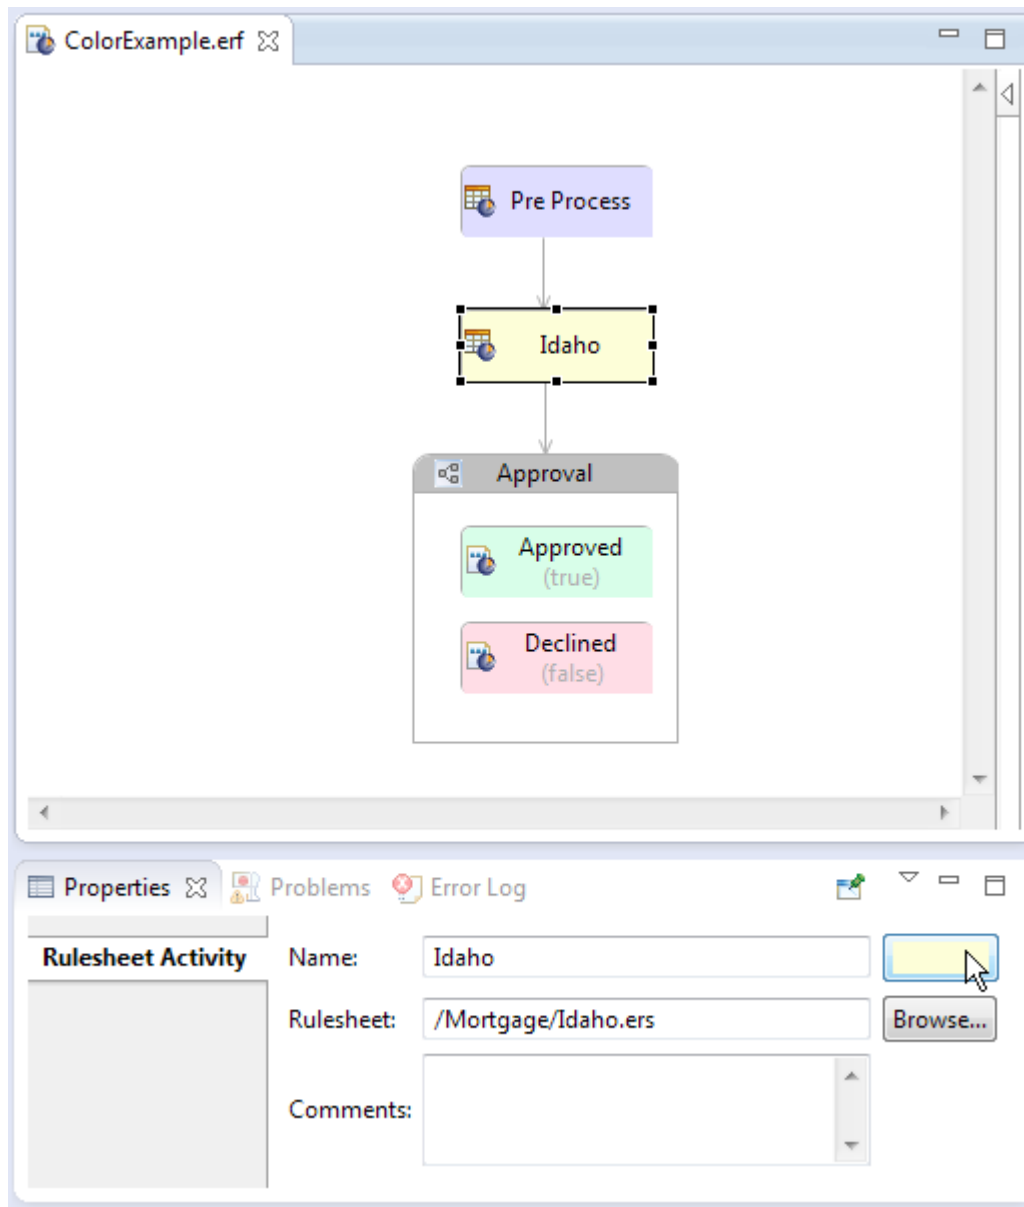 ColorExample.erf
Pre Process
Idaho
Approval
Approved
(true)
Declined
(false)
Properties Problems Error Log
Rulesheet Activity Name: Idaho
Rulesheet: /Mortgage/Idaho.ers Browse...
Comments: